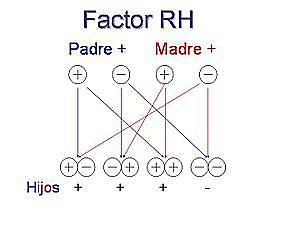 Factor RH
Padre + Madre +
+ − + −
+ − + − + + − −
Hijos + + + -